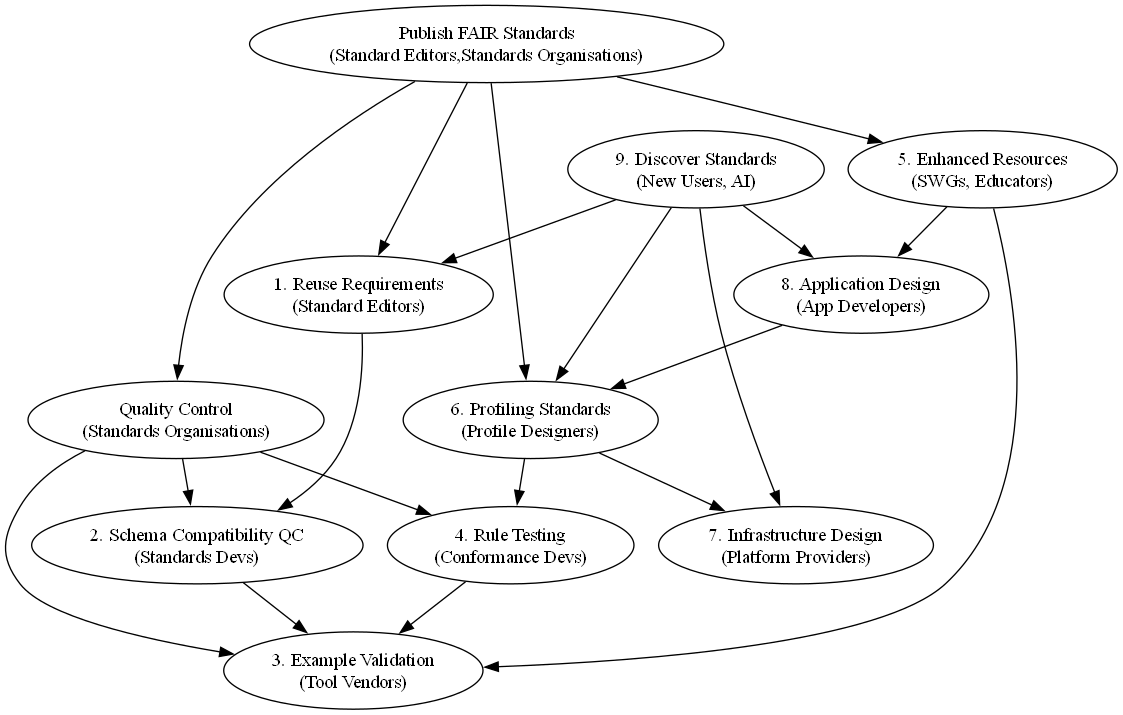 Publish FAIR Standards
(Standard Editors,Standards Organisations)
9. Discover Standards
(New Users, AI)
5. Enhanced Resources
(SWGs, Educators)
1. Reuse Requirements
(Standard Editors)
8. Application Design
(App Developers)
Quality Control
(Standards Organisations)
6. Profiling Standards
(Profile Designers)
2. Schema Compatibility QC
(Standards Devs)
4. Rule Testing
(Conformance Devs)
7. Infrastructure Design
(Platform Providers)
3. Example Validation
(Tool Vendors)